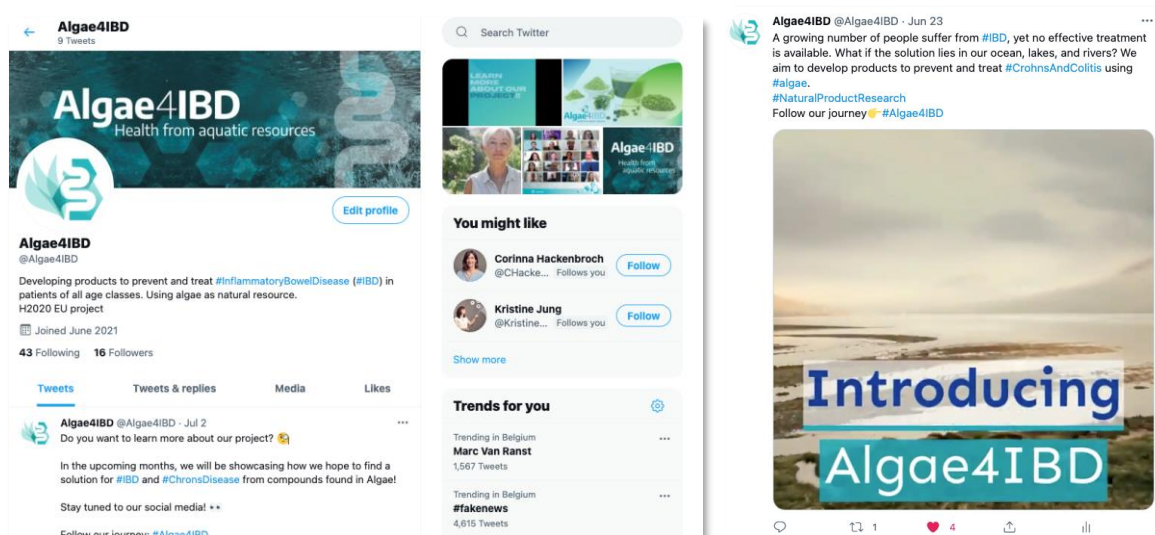 Algae4IBD
9 Tweets
Algae4IBD
Health from aquatic resources
Edit profile
Algae4IBD
@Algae4IBD
Developing products to prevent and treat #InflammatoryBowelDisease (#IBD) in
patients of all age classes. Using algae as natural resource.
H2020 EU project
Joined June 2021
43 Following 16 Followers
Tweets Tweets & replies Media Likes
Algae4IBD @Algae4IBD · Jul 2
Do you want to learn more about our project? 🧐
In the upcoming months, we will be showcasing how we hope to find a
solution for #IBD and #ChronsDisease from compounds found in Algae!
Stay tuned to our social media! 👀
Follow our journey: #Algae4IBD
Search Twitter
LEARN
MORE
ABOUT OUR
PROJECT!!
Algae4IBD
Algae4IBD
Health from
aquatic resources
You might like
Corinna Hackenbroch
@CHacke... Follows you
Follow
Kristine Jung
@Kristine... Follows you
Follow
Show more
Trends for you
Trending in Belgium
Marc Van Ranst
1,567 Tweets
Trending in Belgium
#fakenews
4,615 Tweets
Algae4IBD @Algae4IBD · Jun 23
A growing number of people suffer from #IBD, yet no effective treatment
is available. What if the solution lies in our ocean, lakes, and rivers? We
aim to develop products to prevent and treat #CrohnsAndColitis using
#algae.
#NaturalProductResearch
Follow our journey👉#Algae4IBD
Introducing
Algae4IBD
1 4